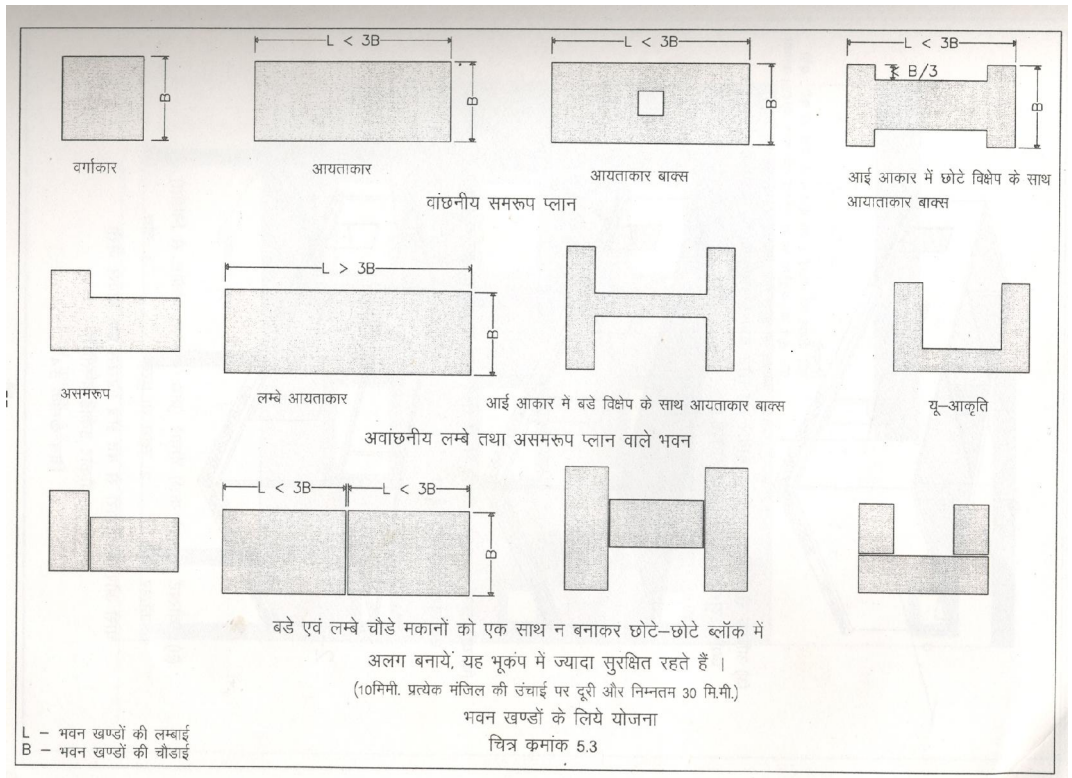 L < 3B
L < 3B
L < 3B
B/3
B
B
B
B
वर्गाकार
आयताकार
आयताकार बाक्स
आई आकार में छोटे विक्षेप के साथ
आयाताकार बाक्स
वांछनीय समरूप प्लान
L > 3B
B
असमरूप
लम्बे आयताकार
आई आकार में बडे विक्षेप के साथ आयताकार बाक्स
यू–आकृति
अवांछनीय लम्बे तथा असमरूप प्लान वाले भवन
L < 3B
L < 3B
B
बडे एवं लम्बे चौडे मकानों को एक साथ न बनाकर छोटे–छोटे ब्लॉक में
अलग बनायें, यह भूकंप में ज्यादा सुरक्षित रहते हैं ।
(10मिमी. प्रत्येक मंजिल की उंचाई पर दूरी और निम्नतम 30 मि.मी.)
भवन खण्डों के लिये योजना
चित्र क्रमांक 5.3
L – भवन खण्डों की लम्बाई
B – भवन खण्डों की चौडाई